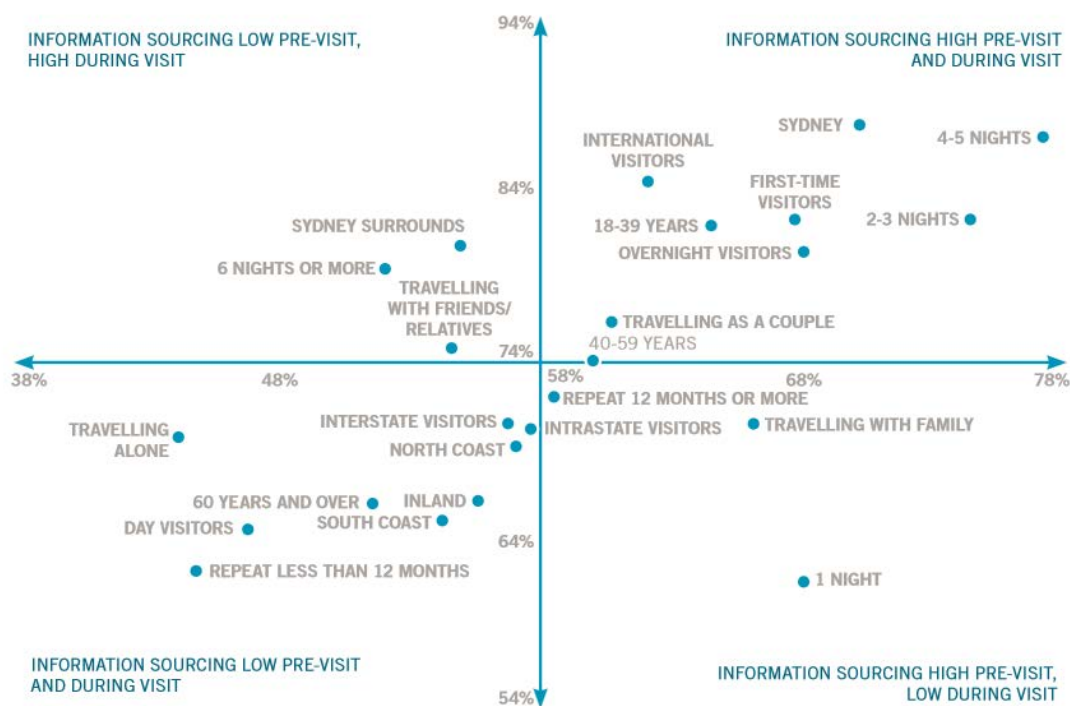 94%
INFORMATION SOURCING LOW PRE-VISIT,
HIGH DURING VISIT
INFORMATION SOURCING HIGH PRE-VISIT
AND DURING VISIT
SYDNEY
4-5 NIGHTS
INTERNATIONAL
VISITORS
84%
FIRST-TIME
VISITORS
SYDNEY SURROUNDS
18-39 YEARS
2-3 NIGHTS
OVERNIGHT VISITORS
6 NIGHTS OR MORE
TRAVELLING
WITH FRIENDS/
RELATIVES
TRAVELLING AS A COUPLE
40-59 YEARS
74%
38%
48%
58%
68%
78%
REPEAT 12 MONTHS OR MORE
INTERSTATE VISITORS
INTRASTATE VISITORS
TRAVELLING WITH FAMILY
TRAVELLING
ALONE
NORTH COAST
60 YEARS AND OVER
INLAND
SOUTH COAST
DAY VISITORS
64%
REPEAT LESS THAN 12 MONTHS
1 NIGHT
INFORMATION SOURCING LOW PRE-VISIT
AND DURING VISIT
INFORMATION SOURCING HIGH PRE-VISIT,
LOW DURING VISIT
54%